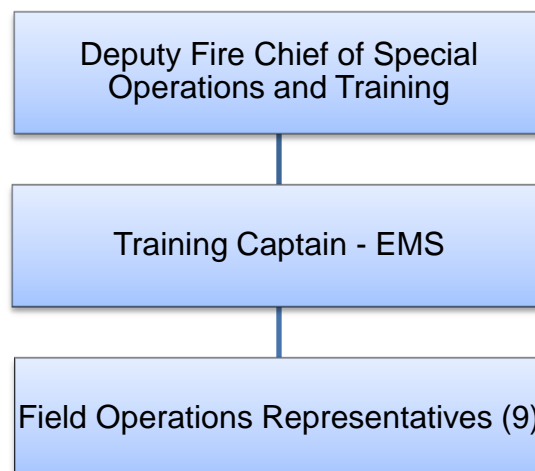 Deputy Fire Chief of Special
Operations and Training
Training Captain - EMS
Field Operations Representatives (9)